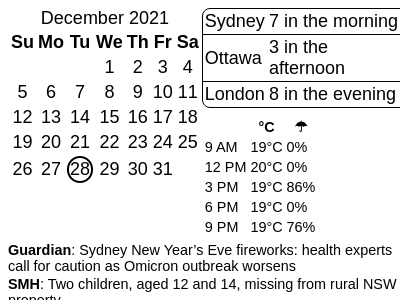 December 2021
Su Mo Tu We Th Fr Sa
1 2 3 4
5 6 7 8 9 10 11
12 13 14 15 16 17 18
19 20 21 22 23 24 25
26 27 28 29 30 31
Sydney 7 in the morning
Ottawa 3 in the
afternoon
London 8 in the evening
°C ☂
9 AM 19°C 0%
12 PM 20°C 0%
3 PM 19°C 86%
6 PM 19°C 0%
9 PM 19°C 76%
Guardian: Sydney New Year’s Eve fireworks: health experts
call for caution as Omicron outbreak worsens
SMH: Two children, aged 12 and 14, missing from rural NSW
property